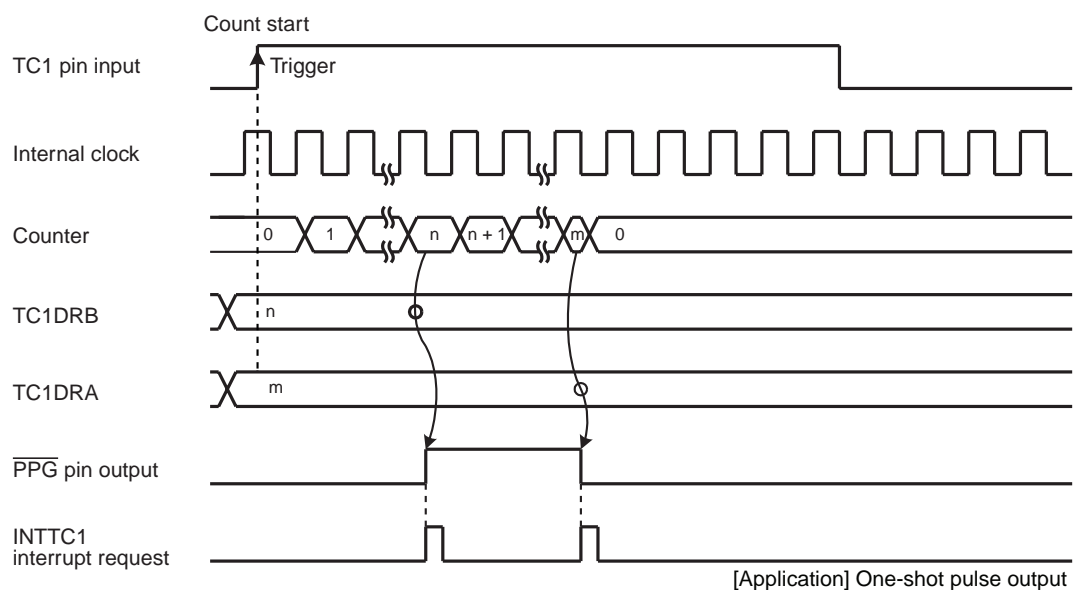 Count start
TC1 pin input
Trigger
Internal clock
Counter
0 1 n n + 1 m 0
TC1DRB
n
TC1DRA
m
PPG pin output
INTTC1
interrupt request
[Application] One-shot pulse output